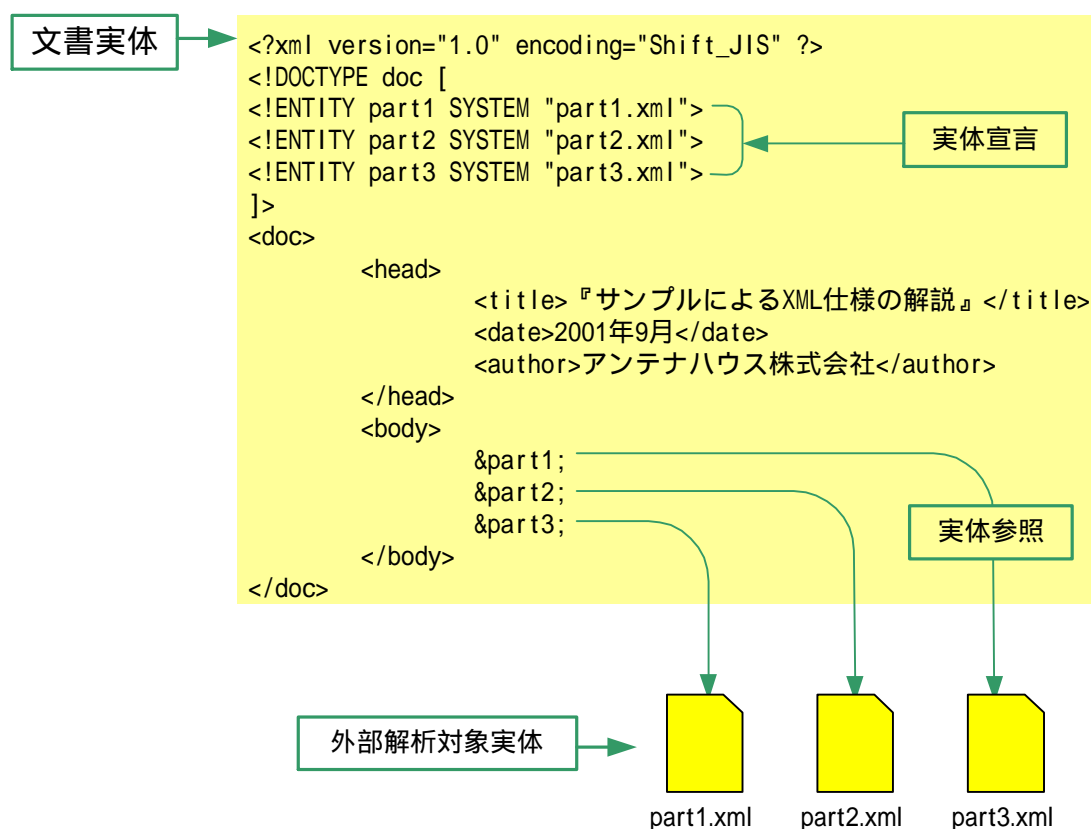 文書実体
<?xml version="1.0" encoding="Shift_JIS" ?>
<!DOCTYPE doc [
<!ENTITY part1 SYSTEM "part1.xml">
<!ENTITY part2 SYSTEM "part2.xml">
<!ENTITY part3 SYSTEM "part3.xml">
実体宣言
]>
<doc>
<head>
<title>『サンプルによるXML仕様の解説』</title>
<date>2001年9月</date>
<author>アンテナハウス株式会社</author>
</head>
<body>
&part1;
&part2;
&part3;
実体参照
</body>
</doc>
外部解析対象実体
part1.xml part2.xml part3.xml